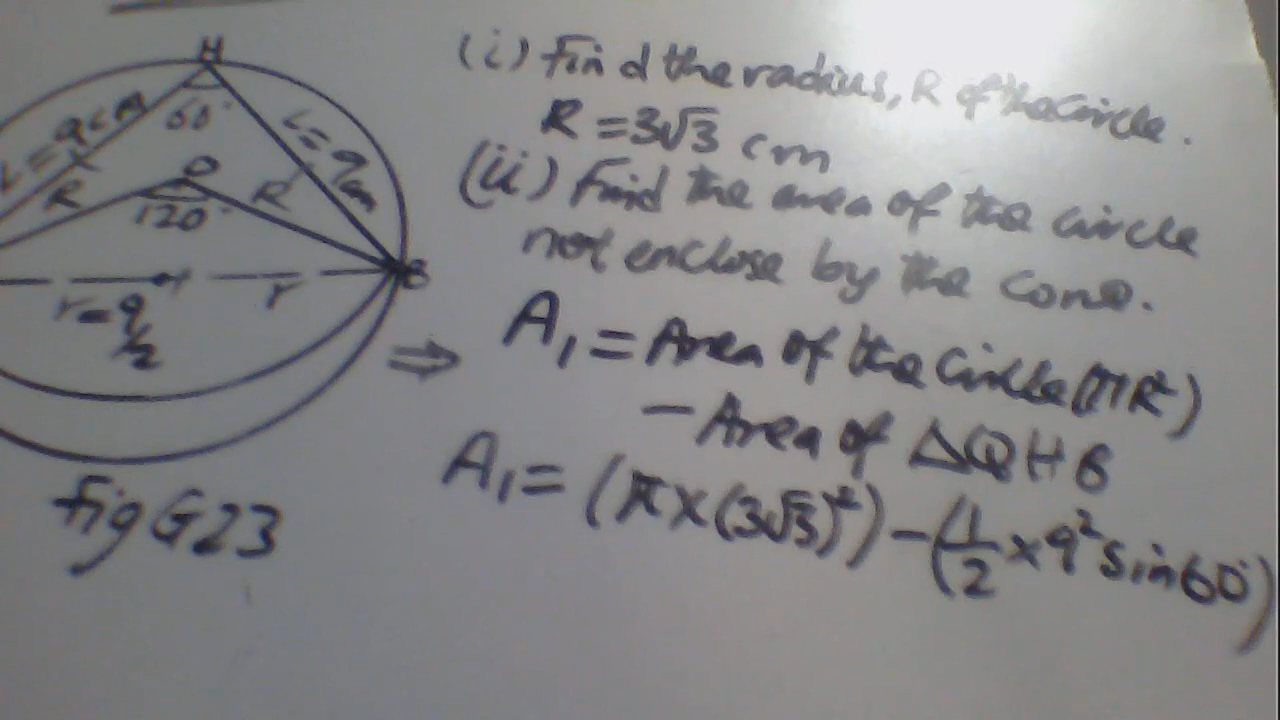 H
L = 9cm
60°
L = 9cm
R
O
R
120°
B
r = 9/2
r
fig G23
(i) Find the radius, R of the circle.
R = 3√3 cm
(ii) Find the area of the circle
not enclose by the cone.
⇒ A₁ = Area of the circle (πR²)
- Area of ΔQHB
A₁ = (π × (3√3)²) - (1/2 × 9² sin 60°)